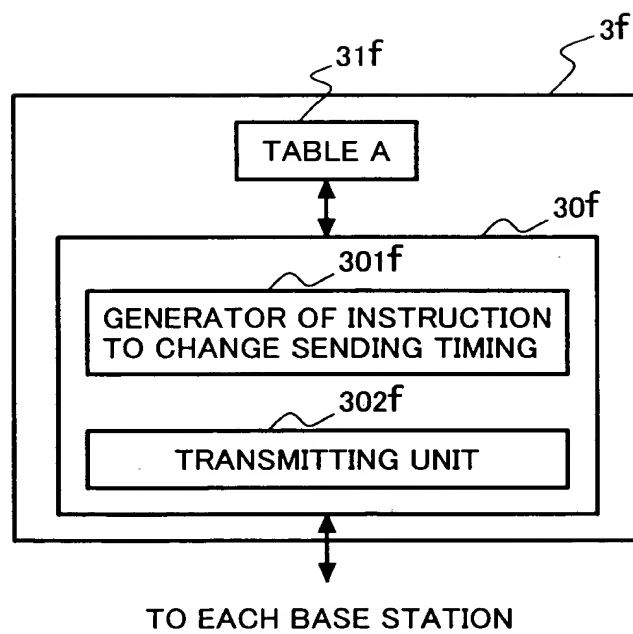 31f
3f
TABLE A
30f
301f
GENERATOR OF INSTRUCTION
TO CHANGE SENDING TIMING
302f
TRANSMITTING UNIT
TO EACH BASE STATION